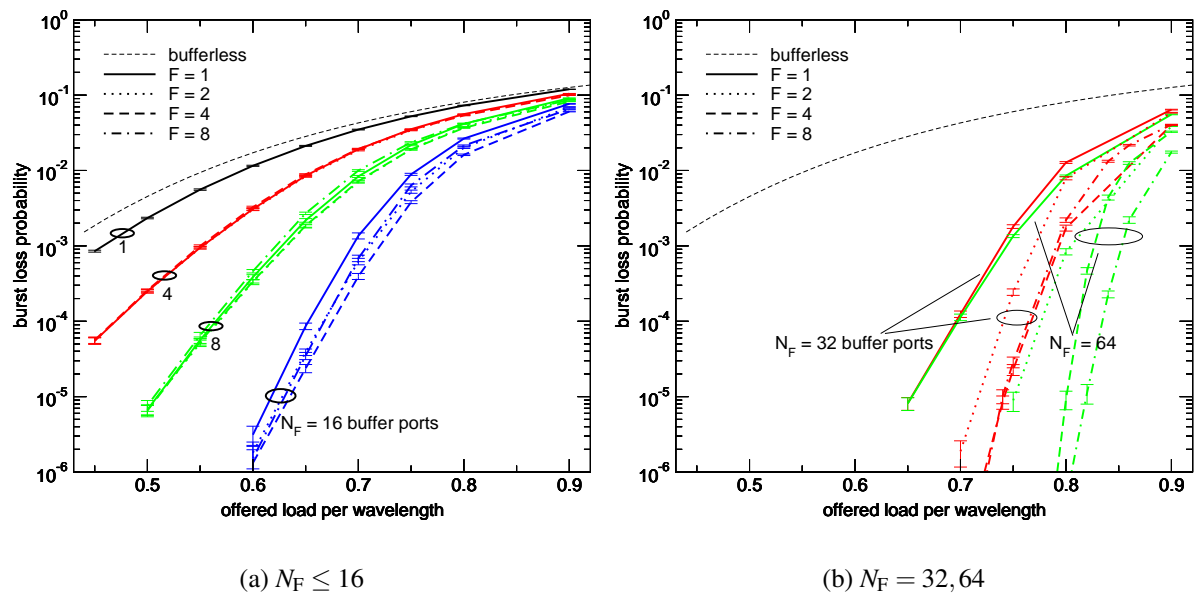 burst loss probability
10^0
10^-1
10^-2
10^-3
10^-4
10^-5
10^-6
bufferless
F = 1
F = 2
F = 4
F = 8
1
4
8
N_F = 16 buffer ports
0.5 0.6 0.7 0.8 0.9
offered load per wavelength
(a) N_F ≤ 16
burst loss probability
10^0
10^-1
10^-2
10^-3
10^-4
10^-5
10^-6
bufferless
F = 1
F = 2
F = 4
F = 8
N_F = 32 buffer ports
N_F = 64
0.5 0.6 0.7 0.8 0.9
offered load per wavelength
(b) N_F = 32, 64